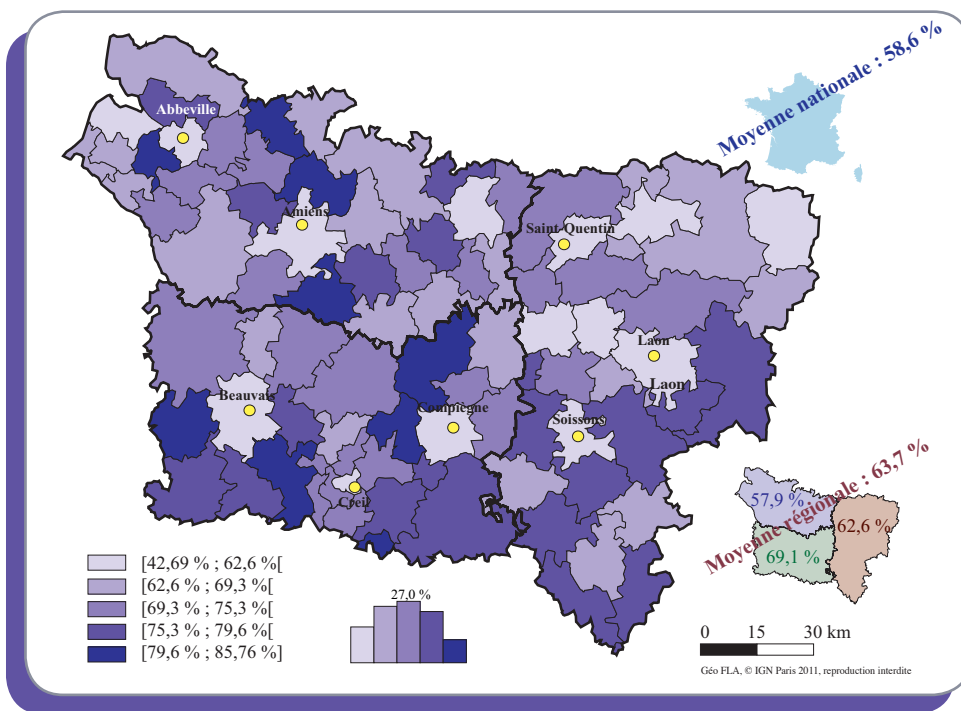 Moyenne nationale : 58,6 %
Abbeville
Amiens
Saint-Quentin
Laon
Laon
Beauvais
Compiègne
Soissons
Creil
Moyenne régionale : 63,7 %
57,9 %
62,6 %
69,1 %
[42,69 % ; 62,6 %[
[62,6 % ; 69,3 %[
[69,3 % ; 75,3 %[
[75,3 % ; 79,6 %[
[79,6 % ; 85,76 %]
27,0 %
0 15 30 km
Géo FLA, © IGN Paris 2011, reproduction interdite